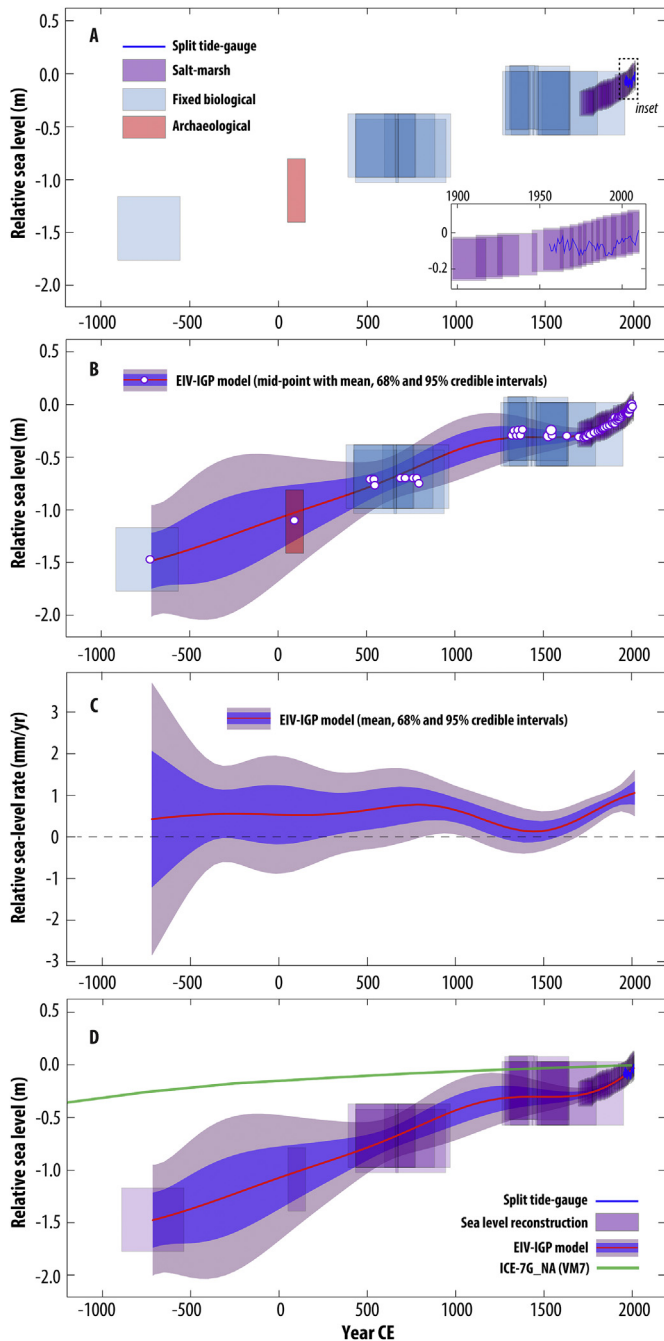 A
Split tide-gauge
Salt-marsh
Fixed biological
Archaeological
inset
Relative sea level (m)
0.5
0.0
-0.5
-1.0
-1.5
-2.0
1900 1950 2000
0
-0.2
-1000 -500 0 500 1000 1500 2000
B
EIV-IGP model (mid-point with mean, 68% and 95% credible intervals)
Relative sea level (m)
0.5
0.0
-0.5
-1.0
-1.5
-2.0
-1000 -500 0 500 1000 1500 2000
C
EIV-IGP model (mean, 68% and 95% credible intervals)
Relative sea-level rate (mm/yr)
3
2
1
0
-1
-2
-3
-1000 -500 0 500 1000 1500 2000
D
Relative sea level (m)
0.5
0.0
-0.5
-1.0
-1.5
-2.0
Split tide-gauge
Sea level reconstruction
EIV-IGP model
ICE-7G_NA (VM7)
-1000 -500 0 500 1000 1500 2000
Year CE